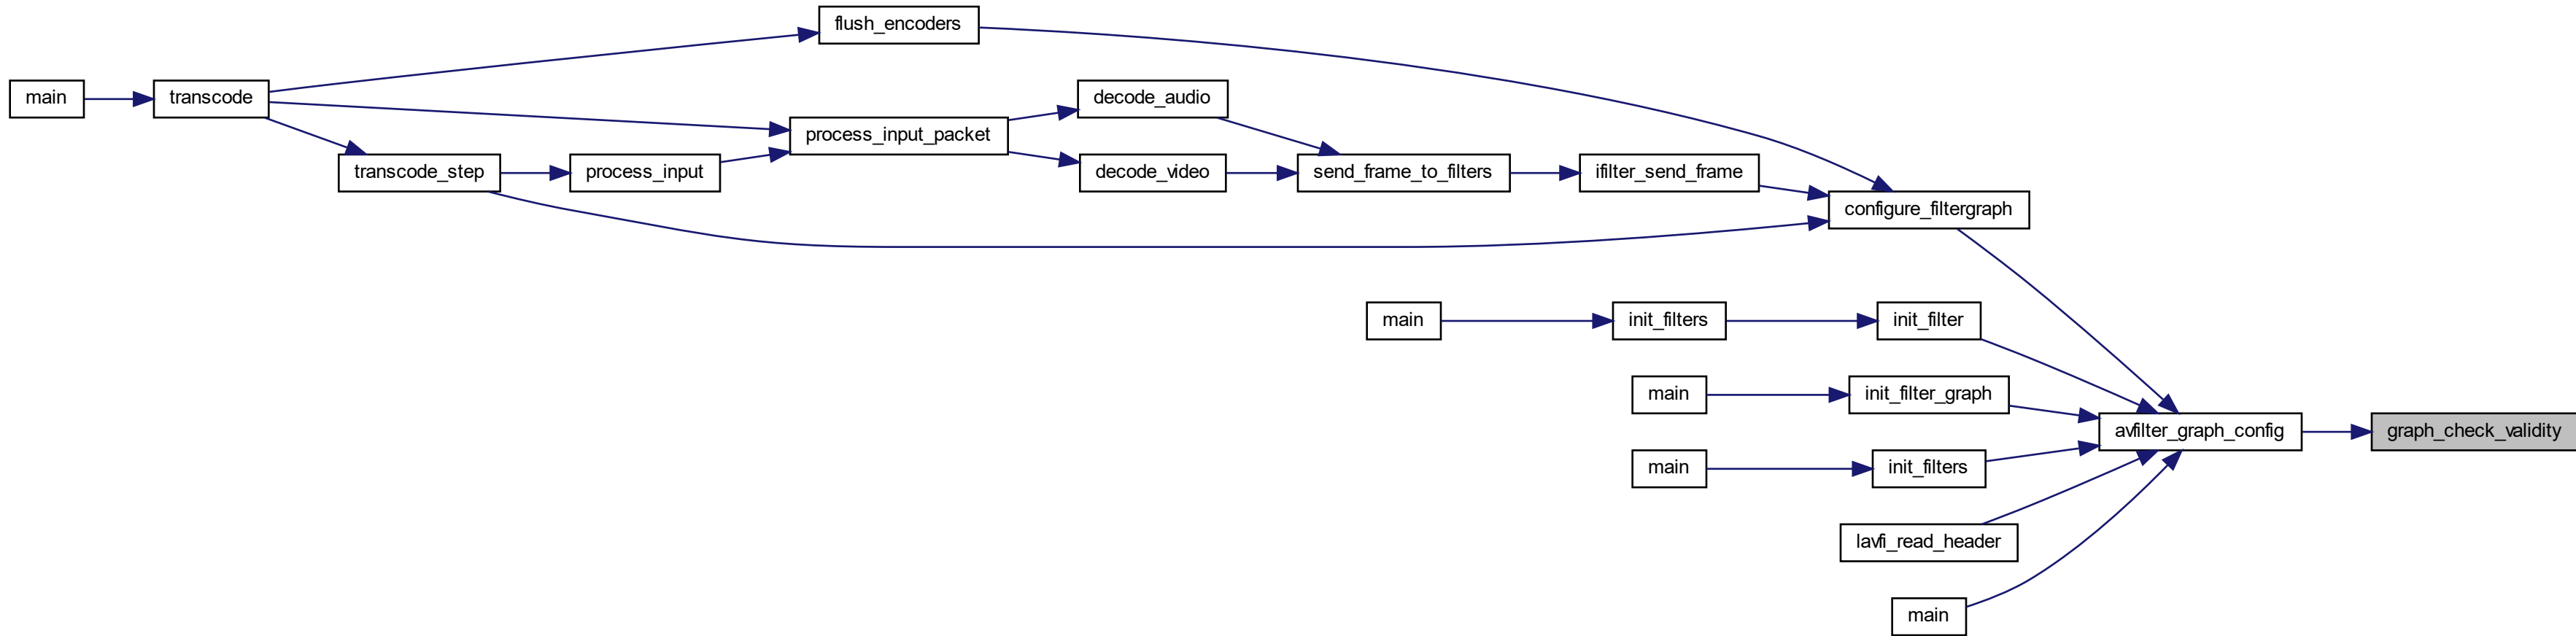 flush_encoders
main
transcode
decode_audio
process_input_packet
transcode_step
process_input
decode_video
send_frame_to_filters
ifilter_send_frame
configure_filtergraph
main
init_filters
init_filter
main
init_filter_graph
avfilter_graph_config
graph_check_validity
main
init_filters
lavfi_read_header
main